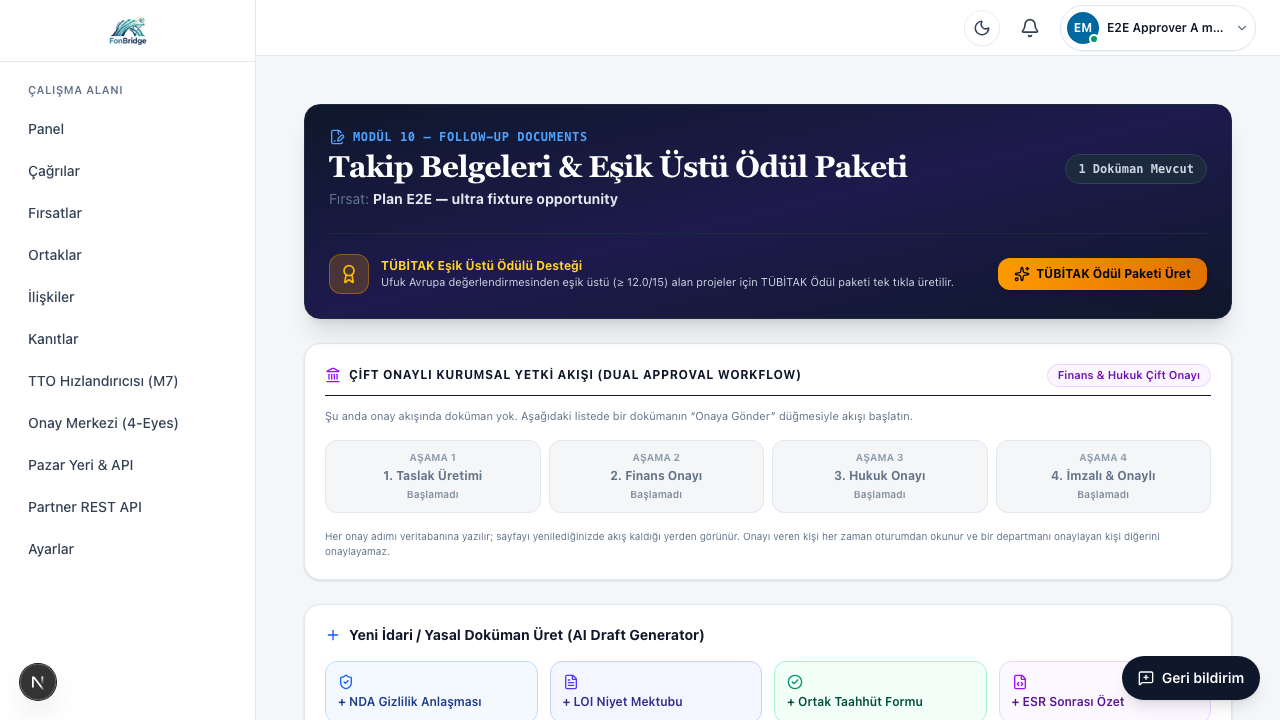 FonBridge
EM
E2E Approver A m...
ÇALIŞMA ALANI
Panel
Çağrılar
Fırsatlar
Ortaklar
İlişkiler
Kanıtlar
TTO Hızlandırıcısı (M7)
Onay Merkezi (4-Eyes)
Pazar Yeri & API
Partner REST API
Ayarlar
N
MODÜL 10 — FOLLOW-UP DOCUMENTS
Takip Belgeleri & Eşik Üstü Ödül Paketi
1 Doküman Mevcut
Fırsat: Plan E2E — ultra fixture opportunity
TÜBİTAK Eşik Üstü Ödülü Desteği
Ufuk Avrupa değerlendirmesinden eşik üstü (≥ 12.0/15) alan projeler için TÜBİTAK Ödül paketi tek tıkla üretilir.
TÜBİTAK Ödül Paketi Üret
ÇİFT ONAYLI KURUMSAL YETKİ AKIŞI (DUAL APPROVAL WORKFLOW)
Finans & Hukuk Çift Onayı
Şu anda onay akışında doküman yok. Aşağıdaki listede bir dokümanın “Onaya Gönder” düğmesiyle akışı başlatın.
AŞAMA 1
1. Taslak Üretimi
Başlamadı
AŞAMA 2
2. Finans Onayı
Başlamadı
AŞAMA 3
3. Hukuk Onayı
Başlamadı
AŞAMA 4
4. İmzalı & Onaylı
Başlamadı
Her onay adımı veritabanına yazılır; sayfayı yenilediğinizde akış kaldığı yerden görünür. Onayı veren kişi her zaman oturumdan okunur ve bir departmanı onaylayan kişi diğerini
onaylayamaz.
Yeni İdari / Yasal Doküman Üret (AI Draft Generator)
+ NDA Gizlilik Anlaşması
+ LOI Niyet Mektubu
+ Ortak Taahhüt Formu
+ ESR Sonrası Özet
Geri bildirim